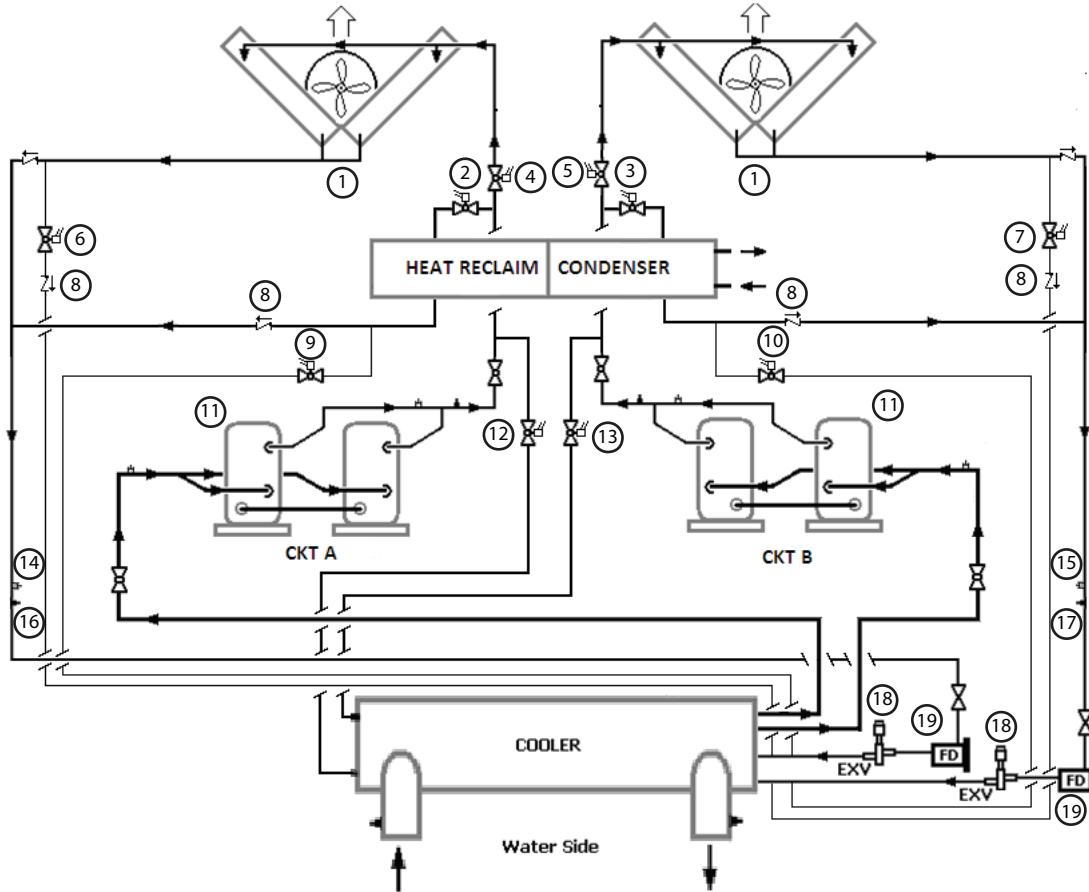 1
1
2
4
5
3
6
7
8
8
HEAT RECLAIM
CONDENSER
8
8
9
10
11
11
12
13
CKT A
CKT B
14
15
16
17
18
19
18
COOLER
FD
EXV
FD
EXV
19
Water Side